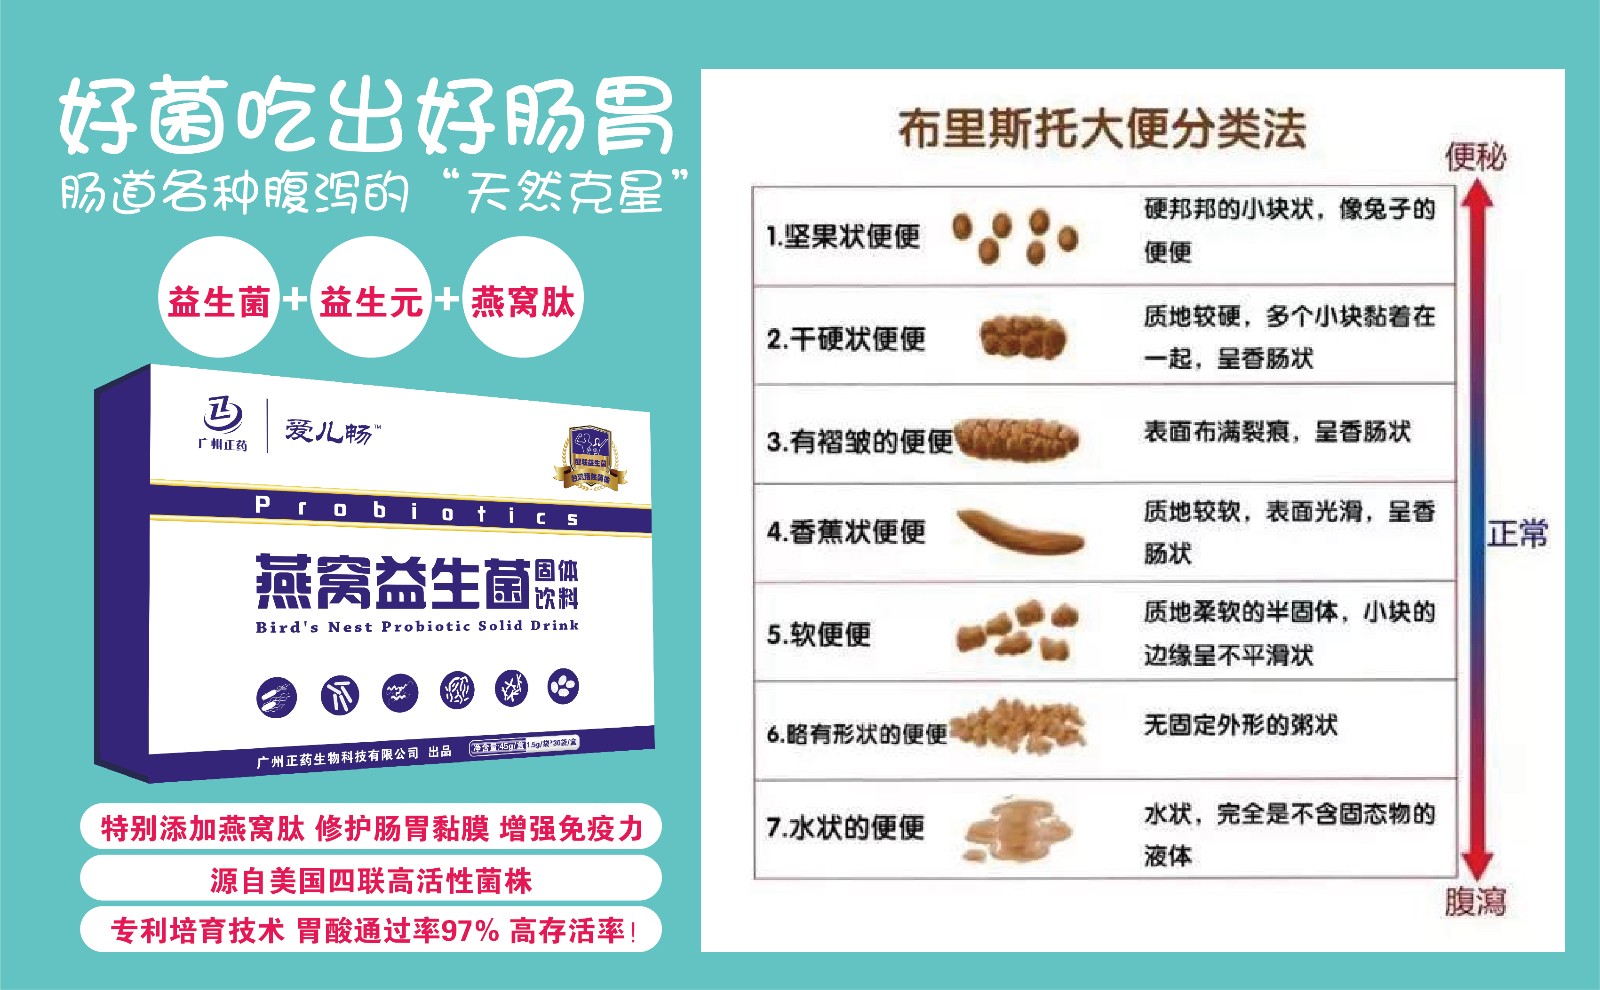 好菌吃出好肠胃
肠道各种腹泻的“天然克星”
益生菌+益生元+燕窝肽
广州正药
爱儿畅™
Probiotics
燕窝益生菌
固体
饮料
Bird's Nest Probiotic Solid Drink
广州正药生物科技有限公司 出品
净含量:45g/盒 1.5g/袋*30袋/盒
特别添加燕窝肽 修护肠胃黏膜 增强免疫力
源自美国四联高活性菌株
专利培育技术 胃酸通过率97% 高存活率!
布里斯托大便分类法
便秘
1.坚果状便便
硬邦邦的小块状，像兔子的
便便
2.干硬状便便
质地较硬，多个小块黏着在
一起，呈香肠状
3.有褶皱的便便
表面布满裂痕，呈香肠状
4.香蕉状便便
质地较软，表面光滑，呈香
肠状
正常
5.软便便
质地柔软的半固体，小块的
边缘呈不平滑状
6.略有形状的便便
无固定外形的粥状
7.水状的便便
水状，完全是不含固态物的
液体
腹瀉